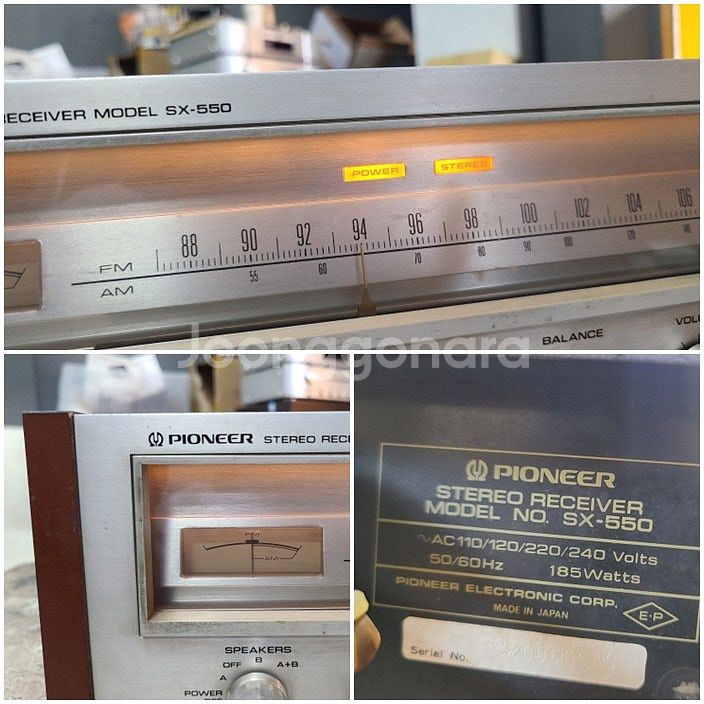 RECEIVER MODEL SX-550
POWER STEREO
88 90 92 94 96 98 100 102 104 106
FM
55 60 70 80 90 100 120 140
AM
BALANCE
Joonggonara
PIONEER STEREO
FM
AM
SPEAKERS
OFF B A+B
A
POWER
PIONEER
STEREO RECEIVER
MODEL NO. SX-550
~AC110/120/220/240 Volts
50/60Hz 185Watts
PIONEER ELECTRONIC CORP.
MADE IN JAPAN
E-P
Serial No.